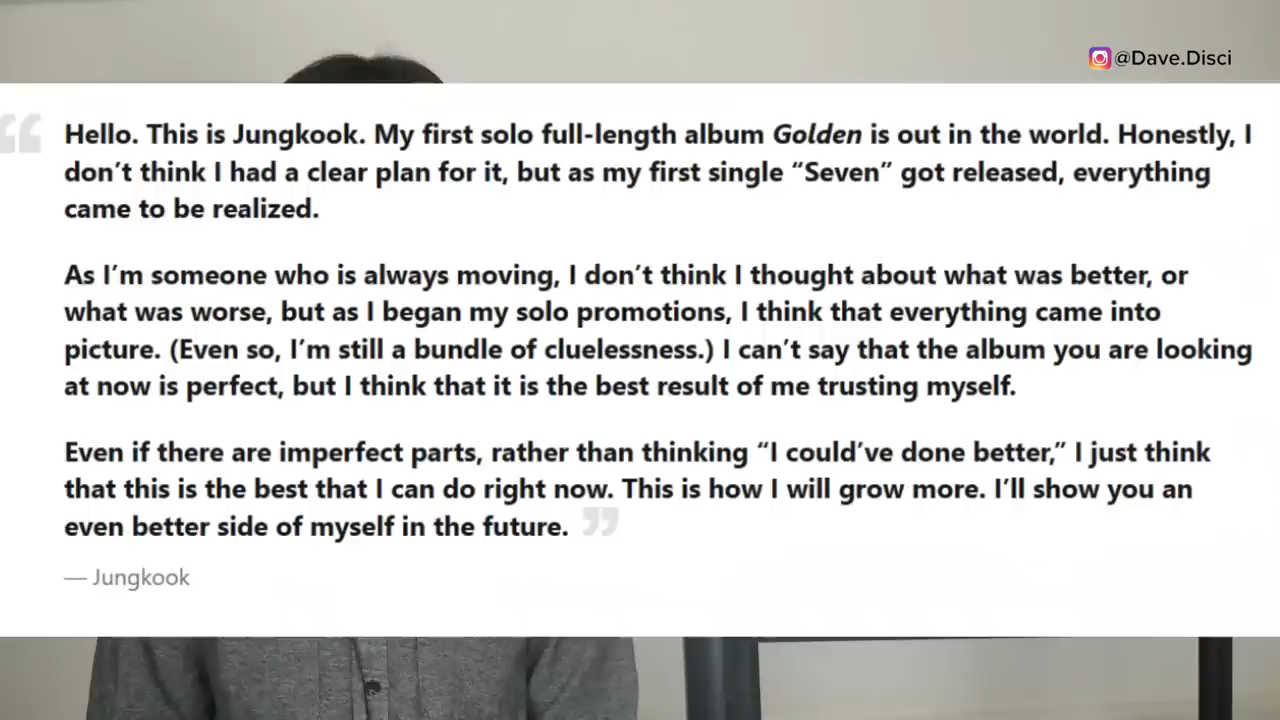 @Dave.Disci
Hello. This is Jungkook. My first solo full-length album Golden is out in the world. Honestly, I
don’t think I had a clear plan for it, but as my first single “Seven” got released, everything
came to be realized.
As I’m someone who is always moving, I don’t think I thought about what was better, or
what was worse, but as I began my solo promotions, I think that everything came into
picture. (Even so, I’m still a bundle of cluelessness.) I can’t say that the album you are looking
at now is perfect, but I think that it is the best result of me trusting myself.
Even if there are imperfect parts, rather than thinking “I could’ve done better,” I just think
that this is the best that I can do right now. This is how I will grow more. I’ll show you an
even better side of myself in the future.
— Jungkook